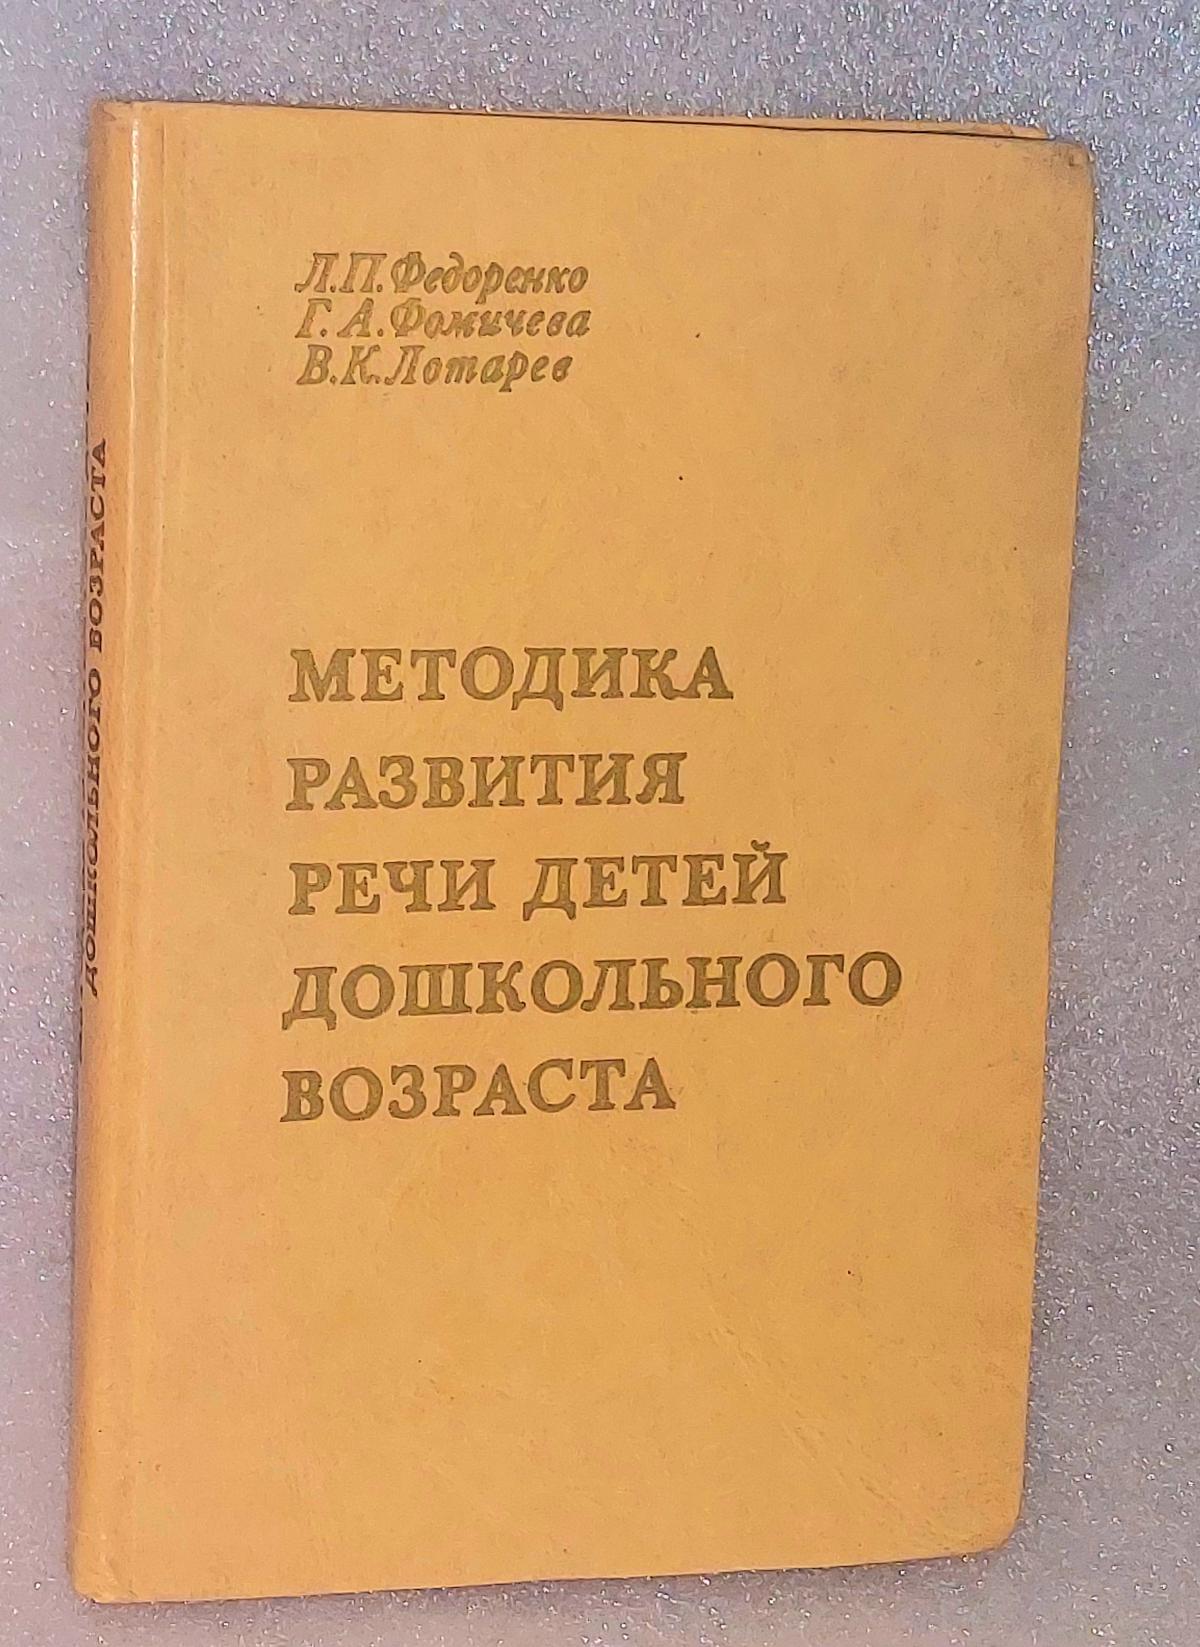 Л.П.Федоренко
Г.А.Фомичева
В.К.Лотарев
МЕТОДИКА
РАЗВИТИЯ
РЕЧИ ДЕТЕЙ
ДОШКОЛЬНОГО
ВОЗРАСТА
ДОШКОЛЬНОГО ВОЗРАСТА